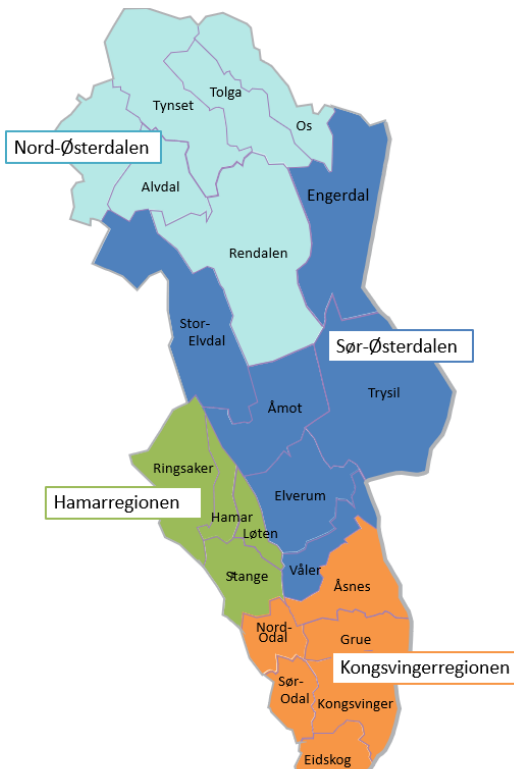 Tolga
Tynset
Os
Nord-Østerdalen
Alvdal
Engerdal
Rendalen
Stor-
Elvdal
Sør-Østerdalen
Trysil
Åmot
Ringsaker
Elverum
Hamarregionen
Hamar
Løten
Våler
Stange
Åsnes
Nord-
Odal
Grue
Kongsvingerregionen
Sør-
Odal
Kongsvinger
Eidskog